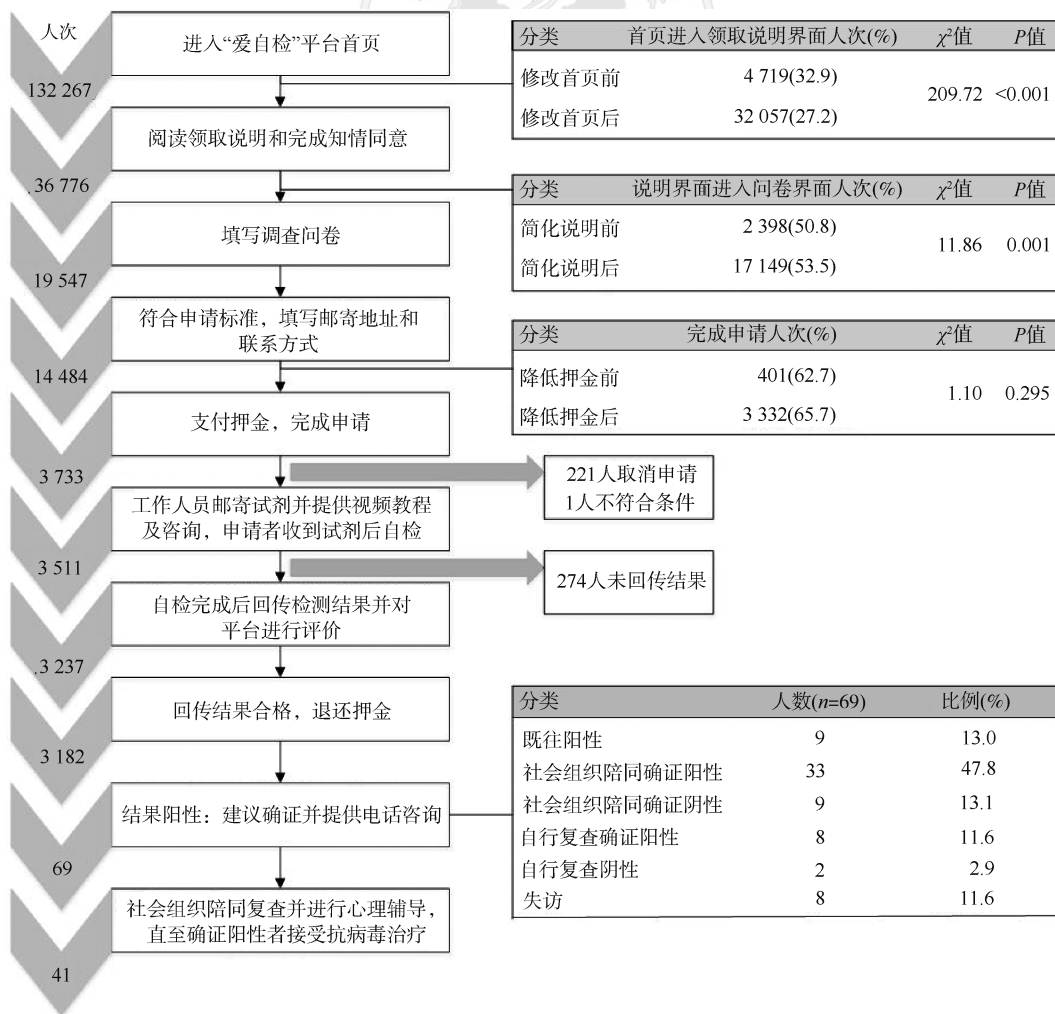 人次
132 267
36 776
19 547
14 484
3 733
3 511
3 237
3 182
69
41
进入“爱自检”平台首页
阅读领取说明和完成知情同意
填写调查问卷
符合申请标准，填写邮寄地址和
联系方式
支付押金，完成申请
工作人员邮寄试剂并提供视频教程
及咨询，申请者收到试剂后自检
自检完成后回传检测结果并对
平台进行评价
回传结果合格，退还押金
结果阳性：建议确证并提供电话咨询
社会组织陪同复查并进行心理辅导，
直至确证阳性者接受抗病毒治疗
分类 首页进入领取说明界面人次(%) χ²值 P值
修改首页前 4 719(32.9)
209.72 <0.001
修改首页后 32 057(27.2)
分类 说明界面进入问卷界面人次(%) χ²值 P值
简化说明前 2 398(50.8)
11.86 0.001
简化说明后 17 149(53.5)
分类 完成申请人次(%) χ²值 P值
降低押金前 401(62.7)
1.10 0.295
降低押金后 3 332(65.7)
221人取消申请
1人不符合条件
274人未回传结果
分类 人数(n=69) 比例(%)
既往阳性 9 13.0
社会组织陪同确证阳性 33 47.8
社会组织陪同确证阴性 9 13.1
自行复查确证阳性 8 11.6
自行复查阴性 2 2.9
失访 8 11.6